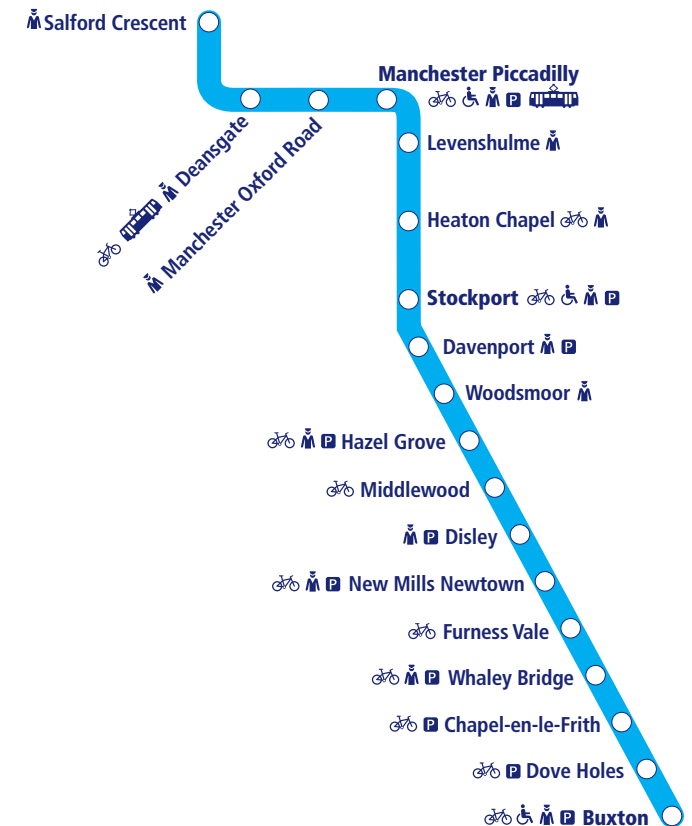 Salford Crescent
Manchester Piccadilly
P
Deansgate
Manchester Oxford Road
Levenshulme
Heaton Chapel
Stockport P
Davenport P
Woodsmoor
P Hazel Grove
Middlewood
P Disley
P New Mills Newtown
Furness Vale
P Whaley Bridge
P Chapel-en-le-Frith
P Dove Holes
P Buxton